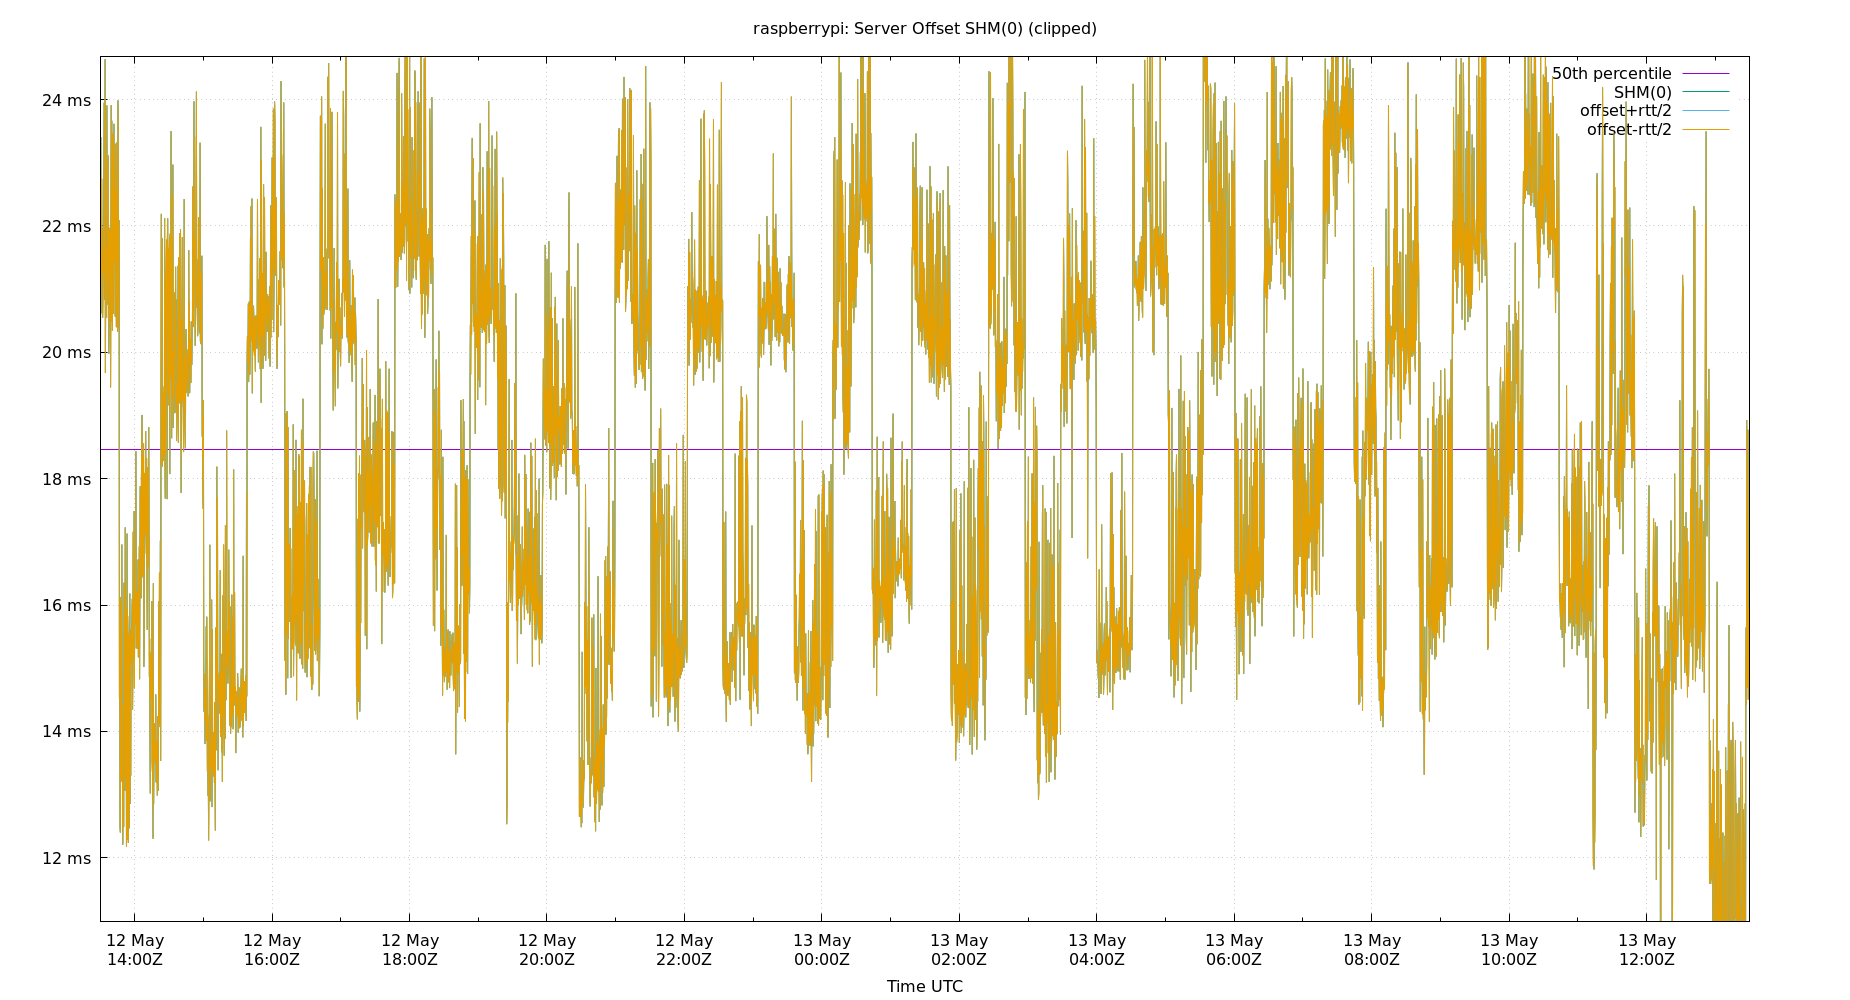 raspberrypi: Server Offset SHM(0) (clipped)
50th percentile
SHM(0)
offset+rtt/2
offset-rtt/2
24 ms
22 ms
20 ms
18 ms
16 ms
14 ms
12 ms
12 May 12 May 12 May 12 May 12 May 13 May 13 May 13 May 13 May 13 May 13 May 13 May
14:00Z 16:00Z 18:00Z 20:00Z 22:00Z 00:00Z 02:00Z 04:00Z 06:00Z 08:00Z 10:00Z 12:00Z
Time UTC